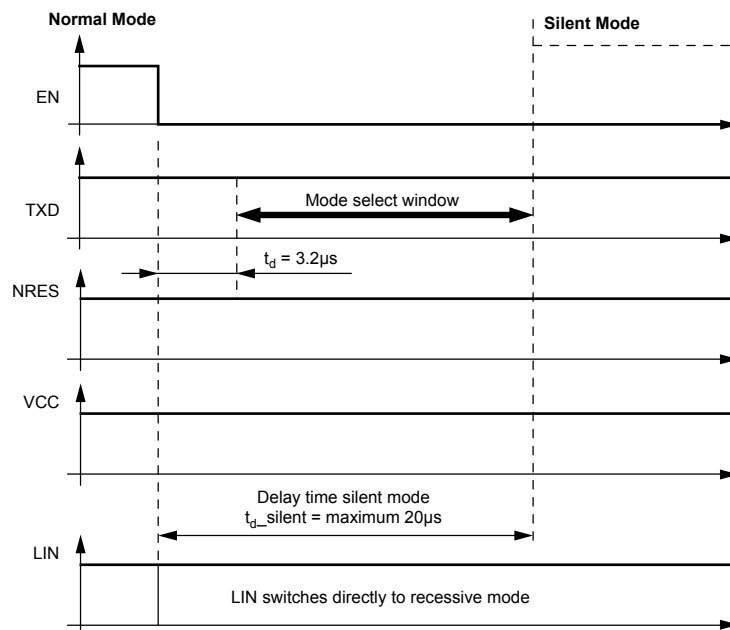 Normal Mode
Silent Mode
EN
TXD
Mode select window
t_d = 3.2µs
NRES
VCC
Delay time silent mode
t_d_silent = maximum 20µs
LIN
LIN switches directly to recessive mode